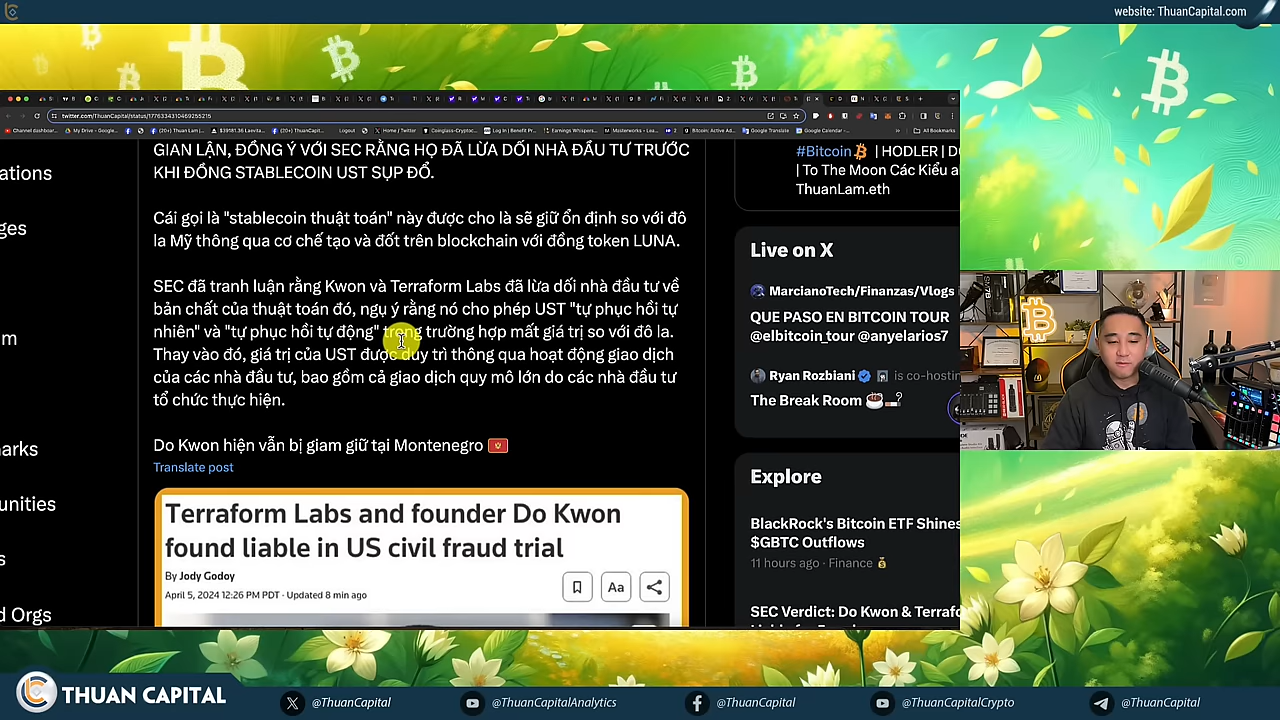 website: ThuanCapital.com
twitter.com/ThuanCapital/status/1776334310469255215
GIAN LẬN, ĐỒNG Ý VỚI SEC RẰNG HỌ ĐÃ LỪA DỐI NHÀ ĐẦU TƯ TRƯỚC
KHI ĐỒNG STABLECOIN UST SỤP ĐỔ.
Cái gọi là "stablecoin thuật toán" này được cho là sẽ giữ ổn định so với đô
la Mỹ thông qua cơ chế tạo và đốt trên blockchain với đồng token LUNA.
SEC đã tranh luận rằng Kwon và Terraform Labs đã lừa dối nhà đầu tư về
bản chất của thuật toán đó, ngụ ý rằng nó cho phép UST "tự phục hồi tự
nhiên" và "tự phục hồi tự động" trong trường hợp mất giá trị so với đô la.
Thay vào đó, giá trị của UST được duy trì thông qua hoạt động giao dịch
của các nhà đầu tư, bao gồm cả giao dịch quy mô lớn do các nhà đầu tư
tổ chức thực hiện.
Do Kwon hiện vẫn bị giam giữ tại Montenegro
Translate post
Terraform Labs and founder Do Kwon
found liable in US civil fraud trial
By Jody Godoy
April 5, 2024 12:26 PM PDT · Updated 8 min ago
Aa
ations
ges
m
arks
unities
s
d Orgs
#Bitcoin | HODLER | D
| To The Moon Các Kiểu a
ThuanLam.eth
Live on X
MarcianoTech/Finanzas/Vlogs
QUE PASO EN BITCOIN TOUR
@elbitcoin_tour @anyelarios7
Ryan Rozbiani is co-hostin
The Break Room
Explore
BlackRock's Bitcoin ETF Shines
$GBTC Outflows
11 hours ago · Finance
SEC Verdict: Do Kwon & Terrafo
THUAN CAPITAL
@ThuanCapital
@ThuanCapitalAnalytics
@ThuanCapital
@ThuanCapitalCrypto
@ThuanCapital